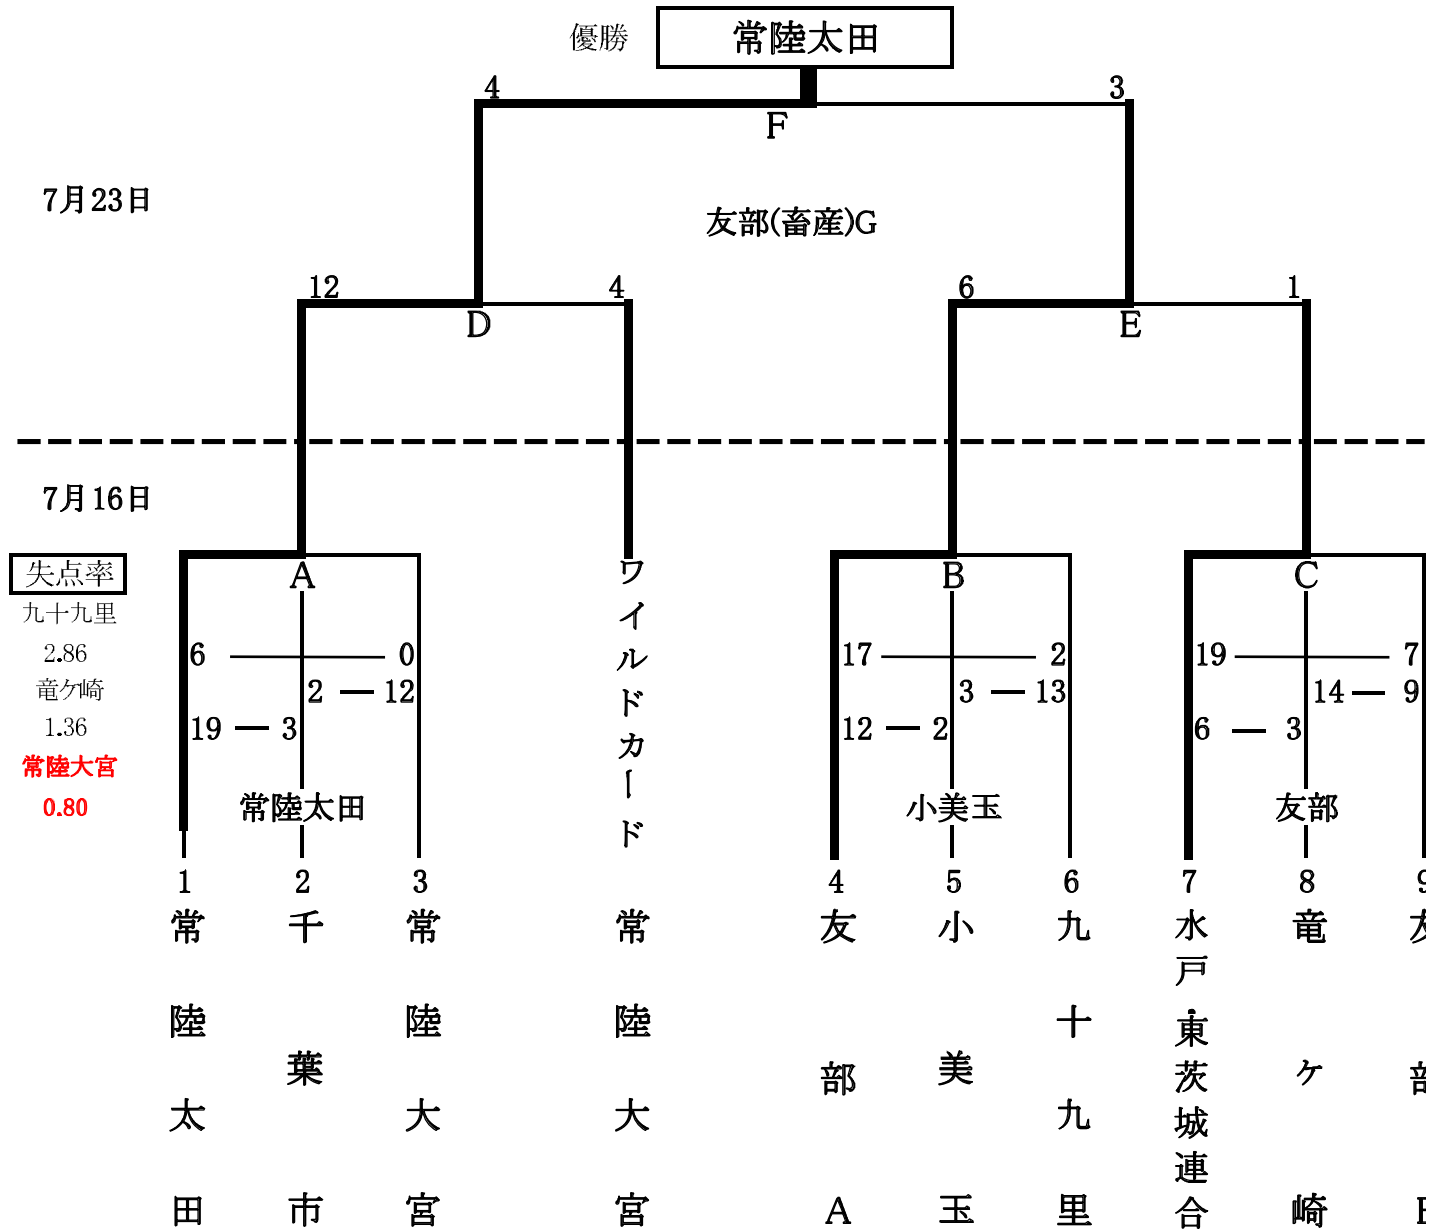 優勝
常陸太田
4
3
F
7月23日
友部(畜産)G
12
4
6
1
D
E
7月16日
失点率
九十九里
2.86
竜ケ崎
1.36
常陸大宮
0.80
A
6 — 0
2 — 12
19 — 3
常陸太田
ワイルドカード
B
17 — 2
3 — 13
12 — 2
小美玉
C
19 — 7
14 — 9
6 — 3
友部
1
2
3
4
5
6
7
8
9
常陸太田
千葉市
常陸大宮
常陸大宮
友部A
小美玉
九十九里
水戸・東茨城連合
竜ケ崎
友部